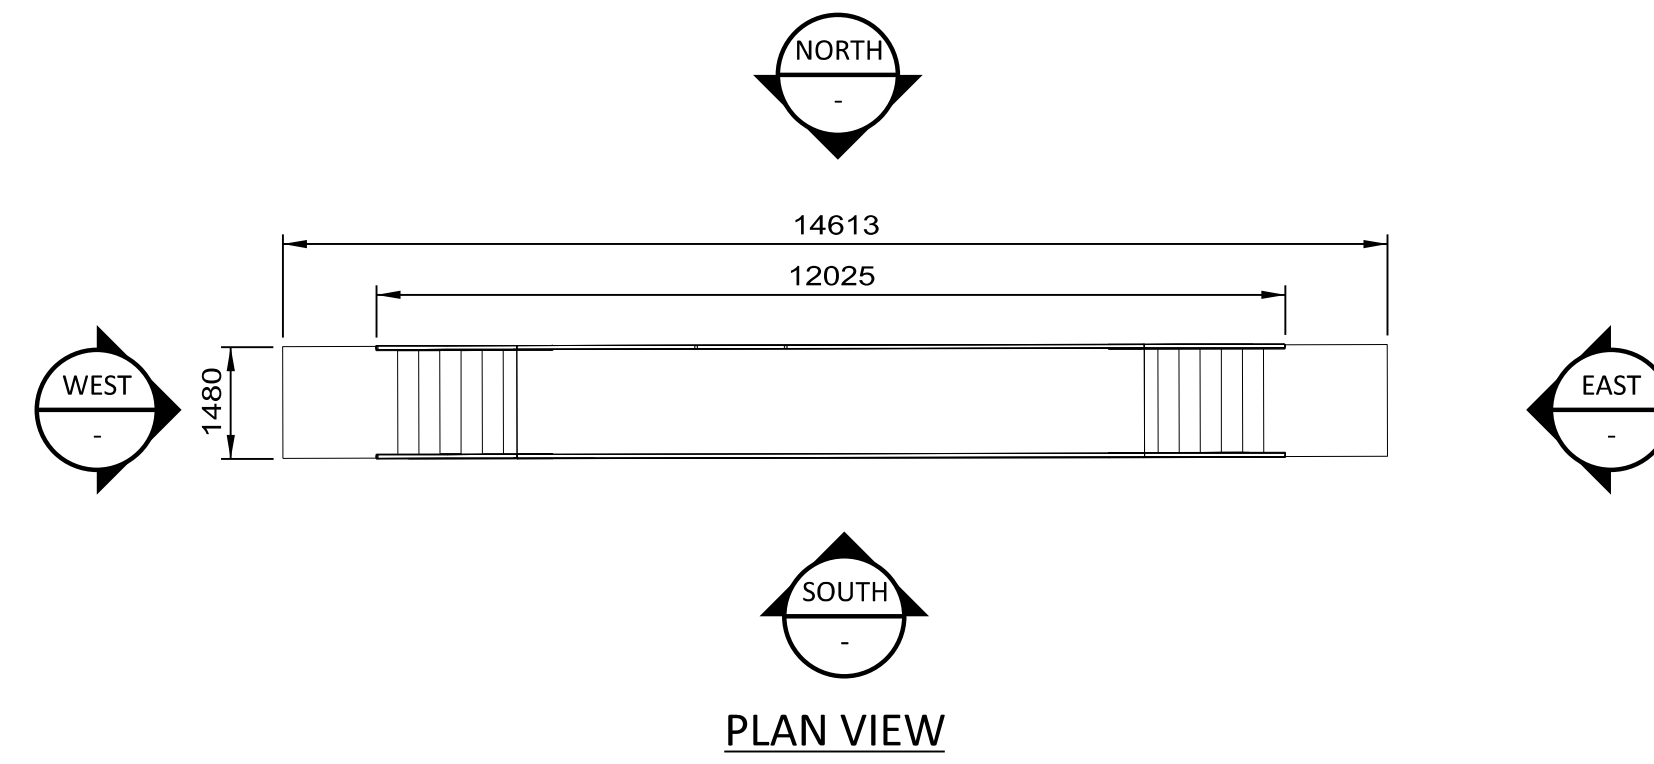 NORTH
-
14613
12025
WEST
-
1480
EAST
-
SOUTH
-
PLAN VIEW